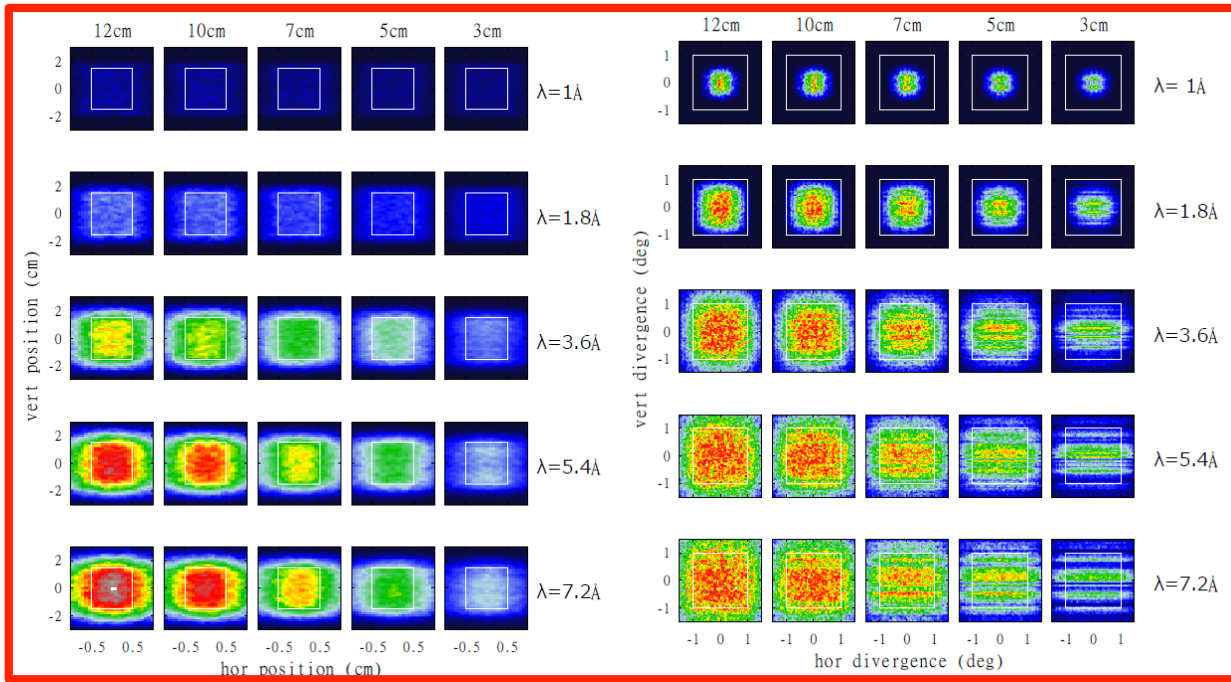 12cm 10cm 7cm 5cm 3cm
2
0
-2
λ=1Å
2
0
-2
λ=1.8Å
2
0
-2
λ=3.6Å
2
0
-2
λ=5.4Å
2
0
-2
λ=7.2Å
vert position (cm)
-0.5 0.5 -0.5 0.5 -0.5 0.5 -0.5 0.5 -0.5 0.5
hor position (cm)
12cm 10cm 7cm 5cm 3cm
1
0
-1
λ= 1Å
1
0
-1
λ=1.8Å
1
0
-1
λ=3.6Å
1
0
-1
λ=5.4Å
1
0
-1
λ=7.2Å
vert divergence (deg)
-1 0 1 -1 0 1 -1 0 1 -1 0 1 -1 0 1
hor divergence (deg)